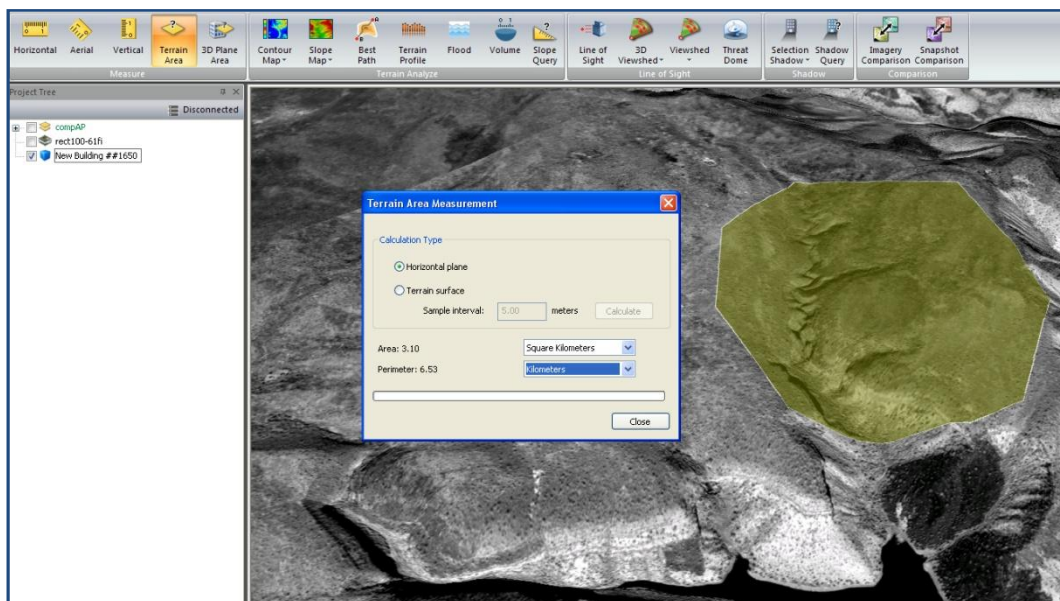 Horizontal Aerial Vertical Terrain Area 3D Plane Area Contour Map Slope Map Best Path Terrain Profile Flood Volume Slope Query Line of Sight 3D Viewshed Viewshed Threat Dome Selection Shadow Shadow Query Imagery Comparison Snapshot Comparison
Measure Terrain Analyze Line of Sight Shadow Comparison
Project Tree
Disconnected
compAP
rect100-61fi
New Building ##1650
Terrain Area Measurement
Calculation Type
Horizontal plane
Terrain surface
Sample interval: 5.00 meters Calculate
Area: 3.10 Square Kilometers
Perimeter: 6.53 Kilometers
Close